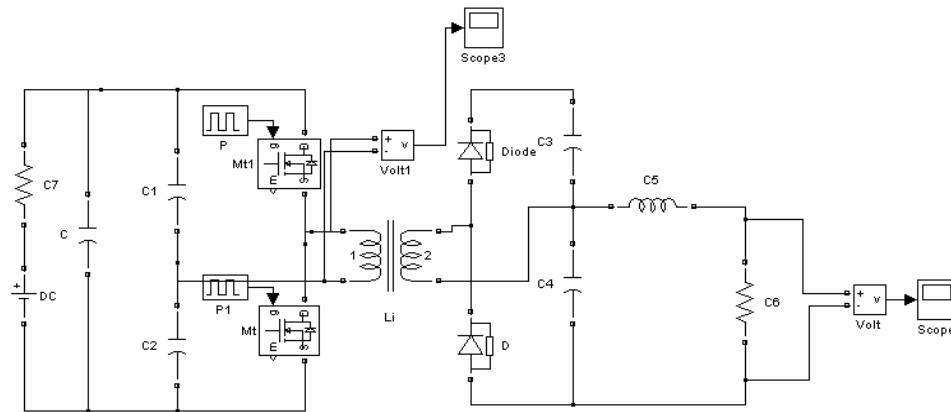 Scope3
P
g
D
Mt1
m
S
+
-
v
Volt1
Diode
C3
C7
C1
C
C5
1
2
+
DC
P1
g
D
Mt
m
S
C2
Li
C4
D
C6
+
-
v
Volt
Scope